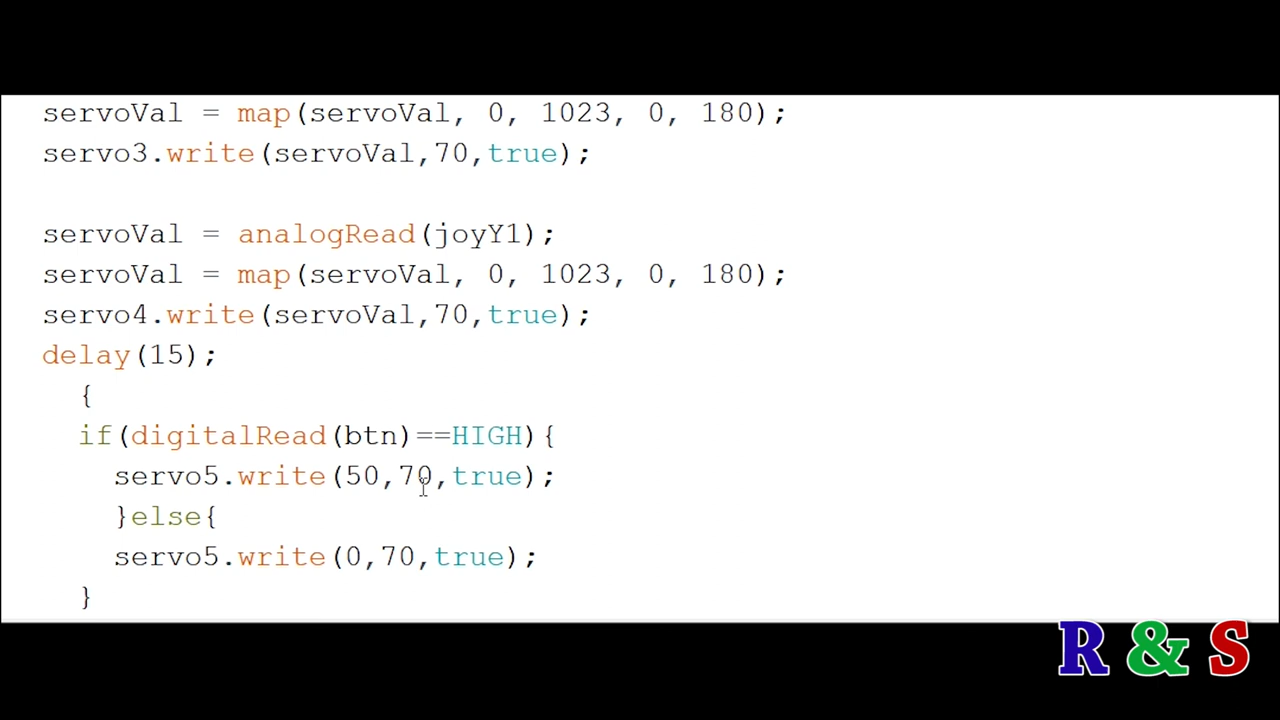 servoVal = map(servoVal, 0, 1023, 0, 180);
servo3.write(servoVal,70,true);
servoVal = analogRead(joyY1);
servoVal = map(servoVal, 0, 1023, 0, 180);
servo4.write(servoVal,70,true);
delay(15);
{
if(digitalRead(btn)==HIGH){
servo5.write(50,70,true);
}else{
servo5.write(0,70,true);
}
R & S